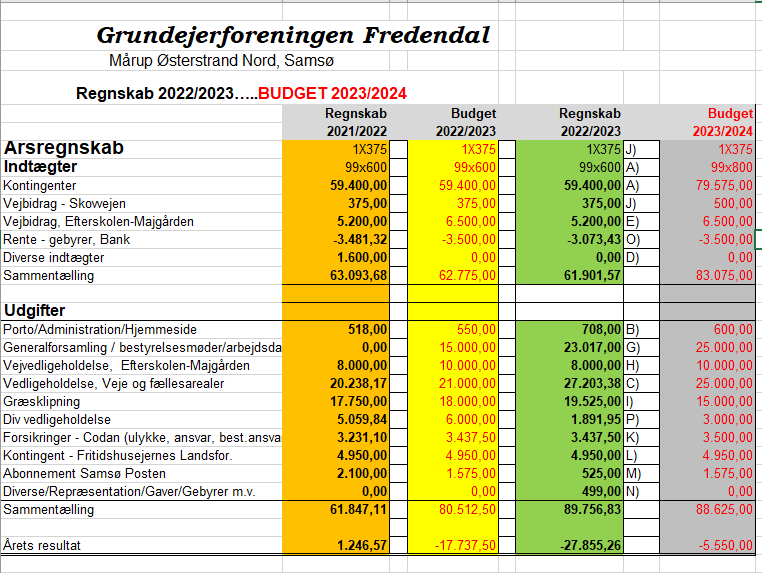 Grundejerforeningen Fredendal
Mårup Østerstrand Nord, Samsø
Regnskab 2022/2023…..BUDGET 2023/2024
Regnskab Budget Regnskab Budget
2021/2022 2022/2023 2022/2023 2023/2024
Arsregnskab 1X375 1X375 1X375 J) 1X375
Indtægter 99x600 99x600 99x600 A) 99x800
Kontingenter 59.400,00 59.400,00 59.400,00 A) 79.575,00
Vejbidrag - Skowejen 375,00 375,00 375,00 J) 500,00
Vejbidrag, Efterskolen-Majgården 5.200,00 6.500,00 5.200,00 E) 6.500,00
Rente - gebyrer, Bank -3.481,32 -3.500,00 -3.073,43 O) -3.500,00
Diverse indtægter 1.600,00 0,00 0,00 D) 0,00
Sammentælling 63.093,68 62.775,00 61.901,57 83.075,00
Udgifter
Porto/Administration/Hjemmeside 518,00 550,00 708,00 B) 600,00
Generalforsamling / bestyrelsesmøder/arbejdsda 0,00 15.000,00 23.017,00 G) 25.000,00
Vejvedligeholdelse, Efterskolen-Majgården 8.000,00 10.000,00 8.000,00 H) 10.000,00
Vedligeholdelse, Veje og fællesarealer 20.238,17 21.000,00 27.203,38 C) 25.000,00
Græsklipning 17.750,00 18.000,00 19.525,00 I) 15.000,00
Div vedligeholdelse 5.059,84 6.000,00 1.891,95 P) 3.000,00
Forsikringer - Codan (ulykke, ansvar, best.ansva 3.231,10 3.437,50 3.437,50 K) 3.500,00
Kontingent - Fritidshusejernes Landsfor. 4.950,00 4.950,00 4.950,00 L) 4.950,00
Abonnement Samsø Posten 2.100,00 1.575,00 525,00 M) 1.575,00
Diverse/Repræsentation/Gaver/Gebyrer m.v. 0,00 0,00 499,00 N) 0,00
Sammentælling 61.847,11 80.512,50 89.756,83 88.625,00
Årets resultat 1.246,57 -17.737,50 -27.855,26 -5.550,00